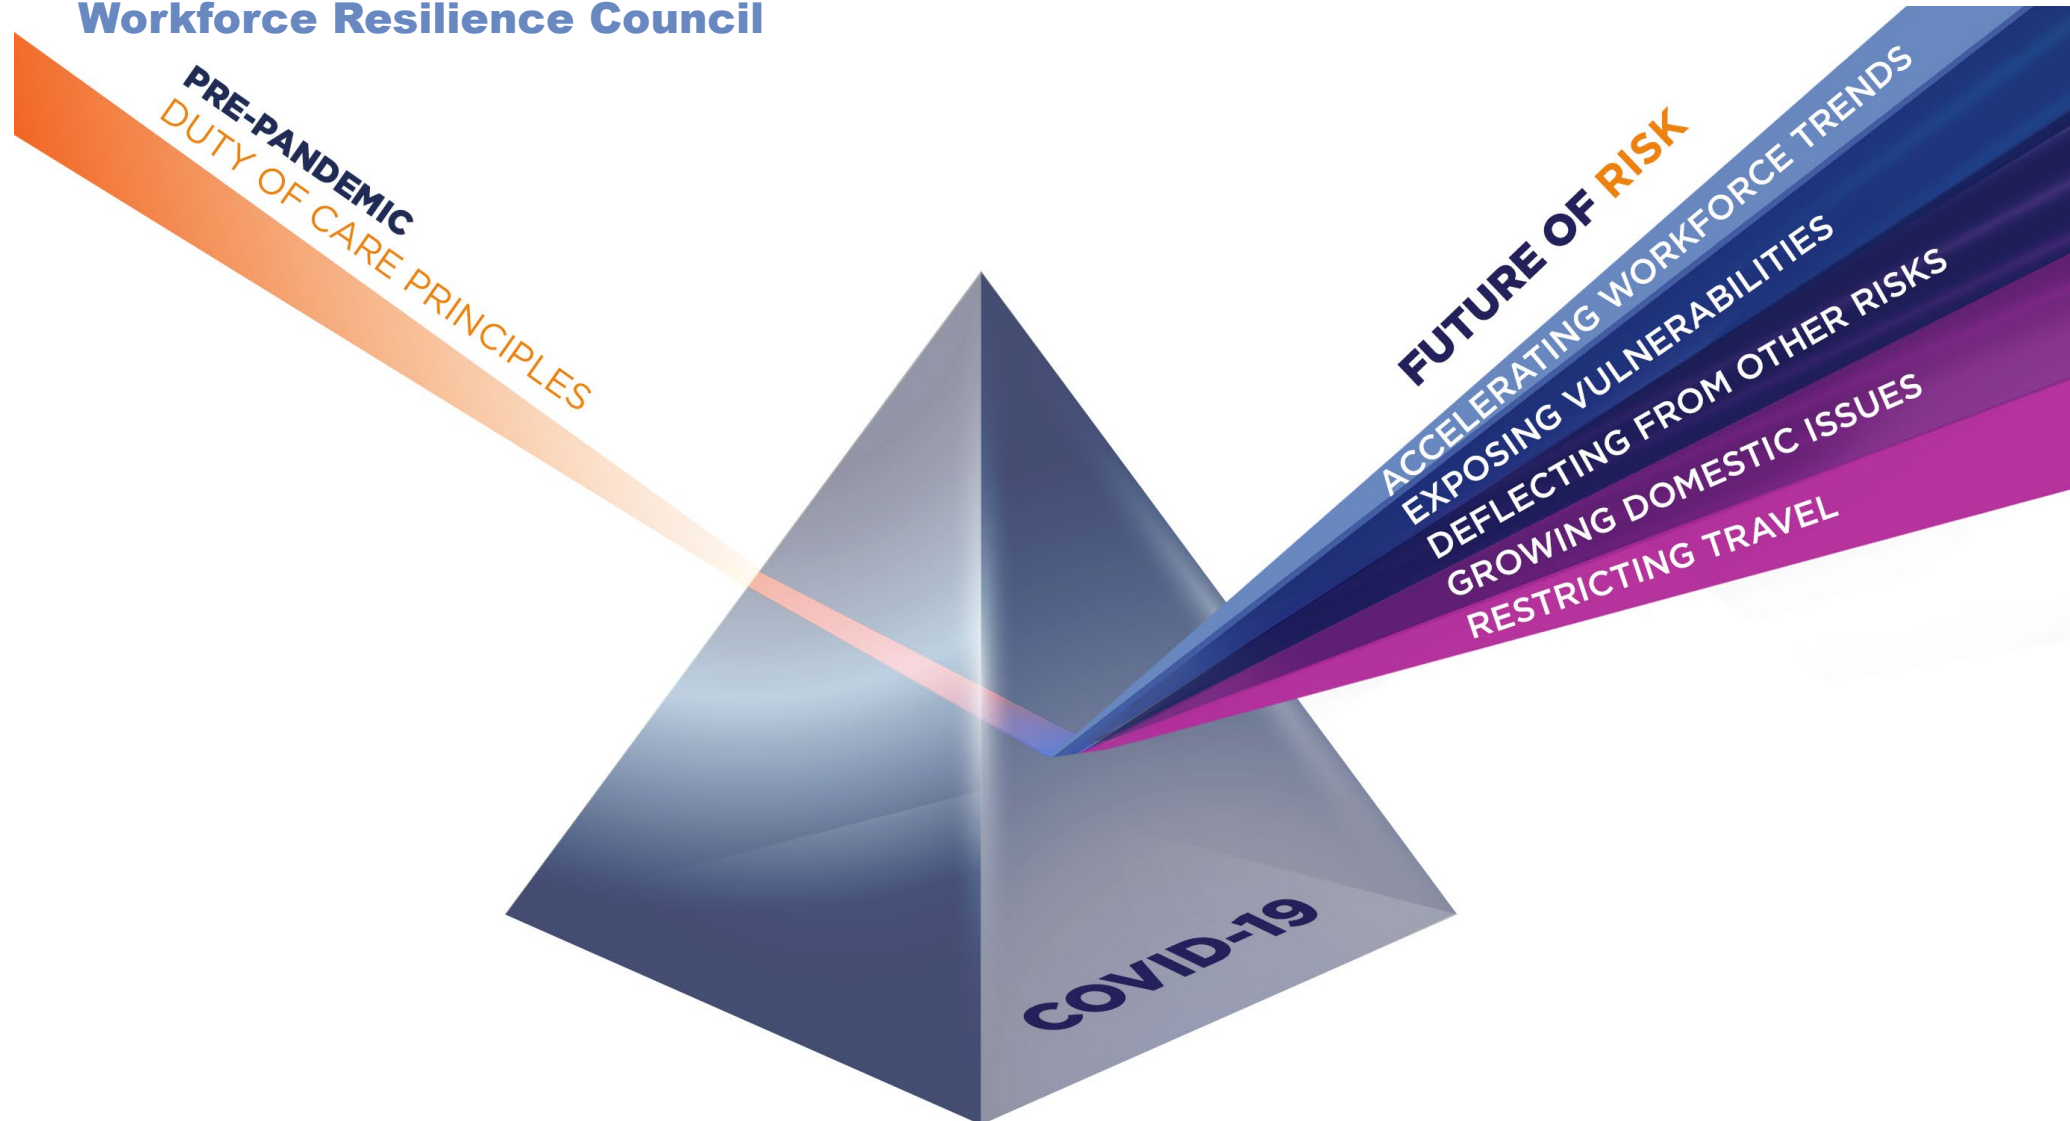 Workforce Resilience Council
PRE-PANDEMIC
DUTY OF CARE PRINCIPLES
FUTURE OF RISK
ACCELERATING WORKFORCE TRENDS
EXPOSING VULNERABILITIES
DEFLECTING FROM OTHER RISKS
GROWING DOMESTIC ISSUES
RESTRICTING TRAVEL
COVID-19